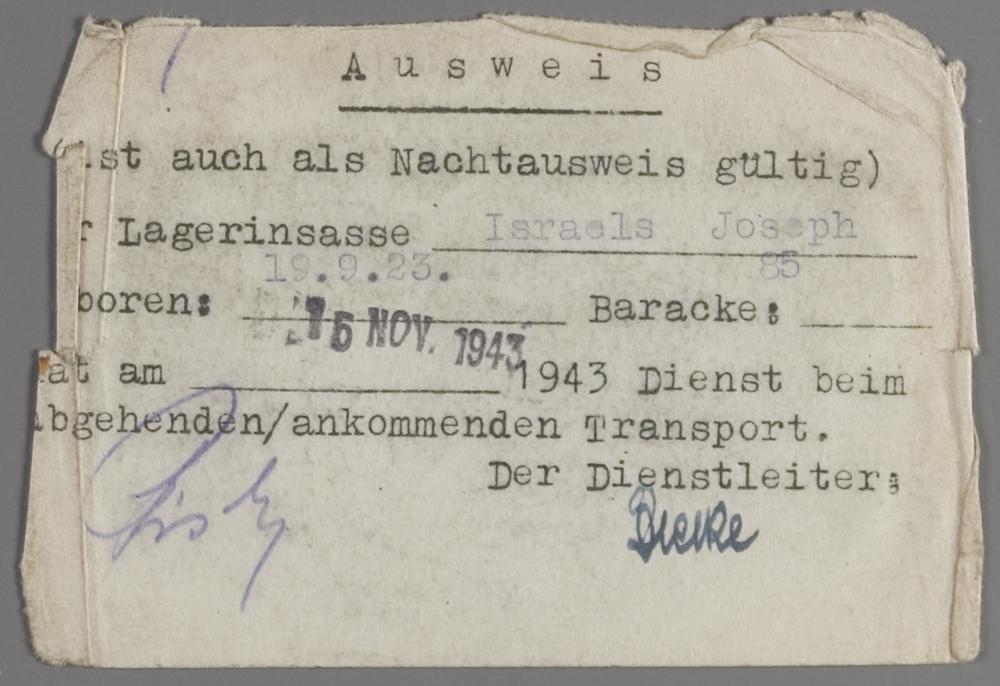 Ausweis
(ist auch als Nachtausweis gültig)
r Lagerinsasse Israels Joseph
19.9.23. 85
boren: Baracke:
15 NOV. 1943
at am 1943 Dienst beim
abgehenden/ankommenden Transport.
Der Dienstleiter: